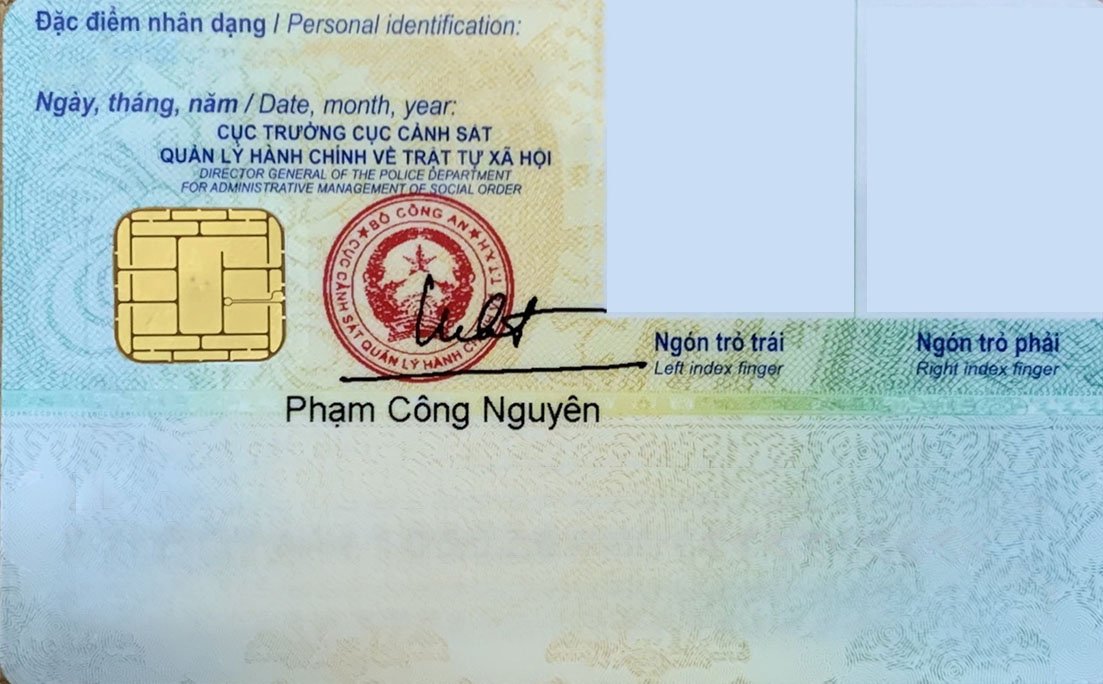 Đặc điểm nhân dạng / Personal identification:
Ngày, tháng, năm / Date, month, year:
CỤC TRƯỞNG CỤC CẢNH SÁT
QUẢN LÝ HÀNH CHÍNH VỀ TRẬT TỰ XÃ HỘI
DIRECTOR GENERAL OF THE POLICE DEPARTMENT
FOR ADMINISTRATIVE MANAGEMENT OF SOCIAL ORDER
BỘ CÔNG AN
CỤC CẢNH SÁT QUẢN LÝ HÀNH CHÍNH
T.T.X.H
Ngón trỏ trái
Left index finger
Ngón trỏ phải
Right index finger
Phạm Công Nguyên